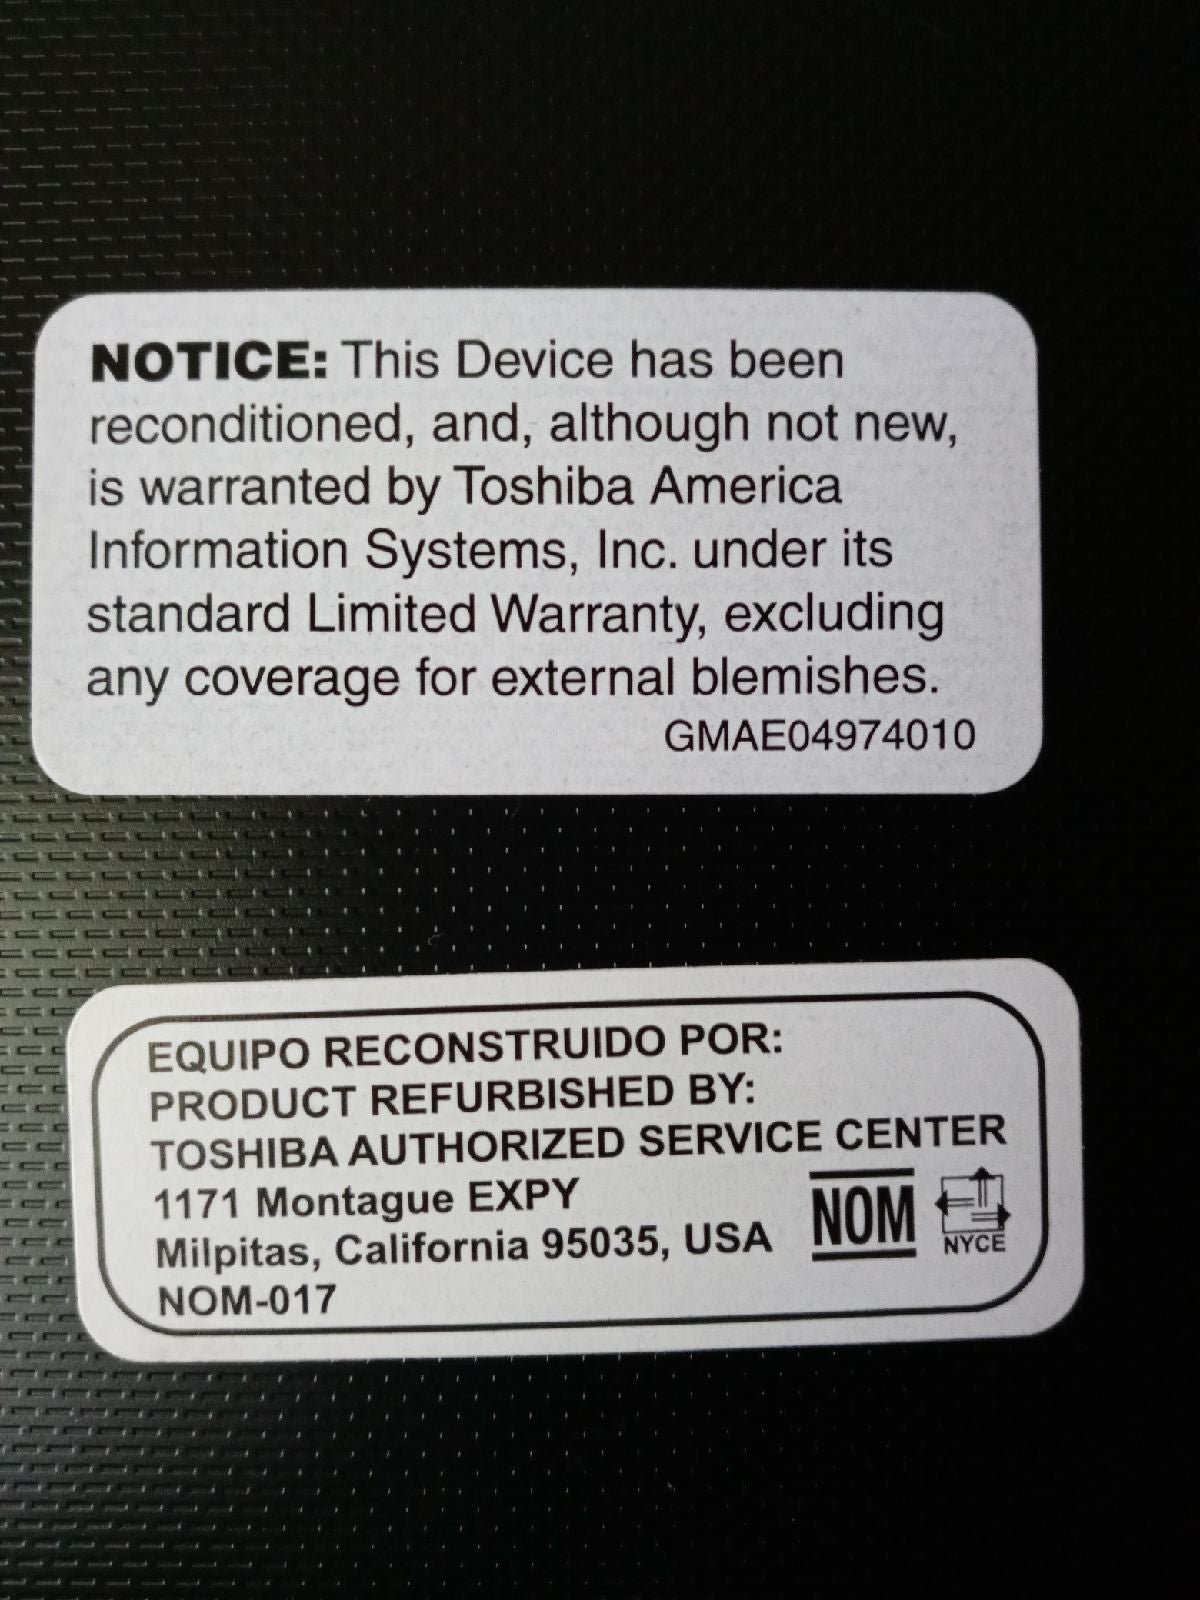 NOTICE: This Device has been
reconditioned, and, although not new,
is warranted by Toshiba America
Information Systems, Inc. under its
standard Limited Warranty, excluding
any coverage for external blemishes.
GMAE04974010
EQUIPO RECONSTRUIDO POR:
PRODUCT REFURBISHED BY:
TOSHIBA AUTHORIZED SERVICE CENTER
1171 Montague EXPY
Milpitas, California 95035, USA
NOM-017
NOM
NYCE